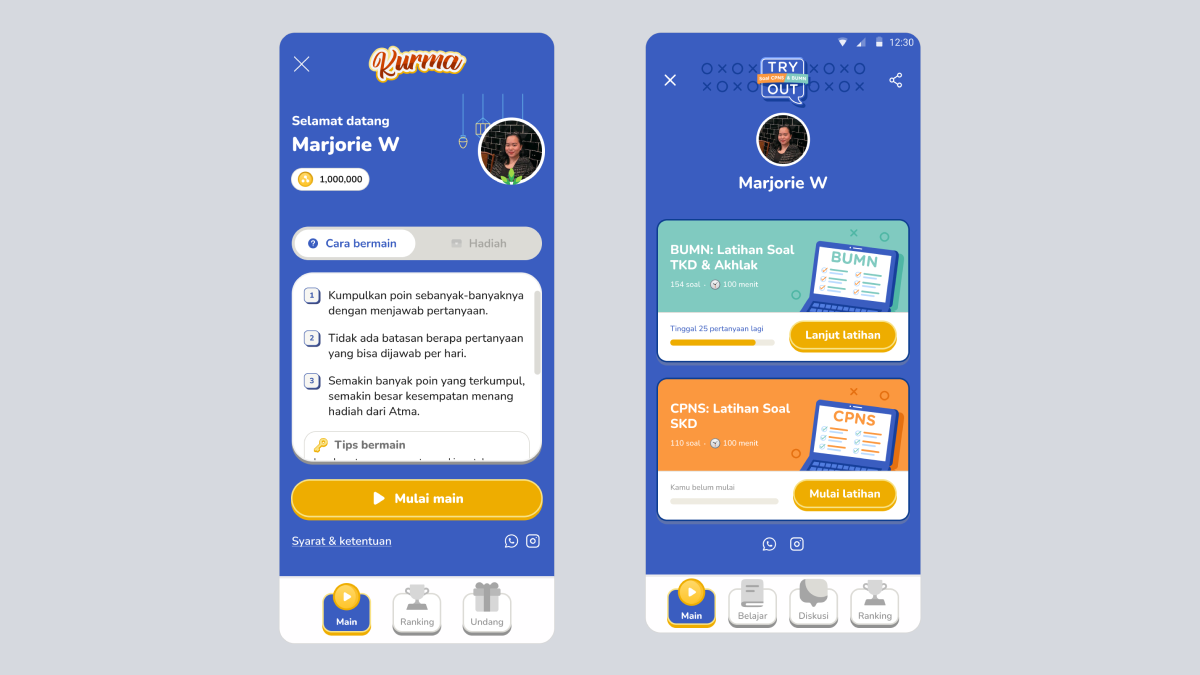 Kurma
Selamat datang
Marjorie W
1,000,000
Cara bermain
Hadiah
1
Kumpulkan poin sebanyak-banyaknya
dengan menjawab pertanyaan.
2
Tidak ada batasan berapa pertanyaan
yang bisa dijawab per hari.
3
Semakin banyak poin yang terkumpul,
semakin besar kesempatan menang
hadiah dari Atma.
Tips bermain
Mulai main
Syarat & ketentuan
Main
Ranking
Undang
12:30
TRY
Soal CPNS & BUMN
OUT
Marjorie W
BUMN: Latihan Soal
TKD & Akhlak
154 soal · 100 menit
BUMN
Tinggal 25 pertanyaan lagi
Lanjut latihan
CPNS: Latihan Soal
SKD
110 soal · 100 menit
CPNS
Kamu belum mulai
Mulai latihan
Main
Belajar
Diskusi
Ranking